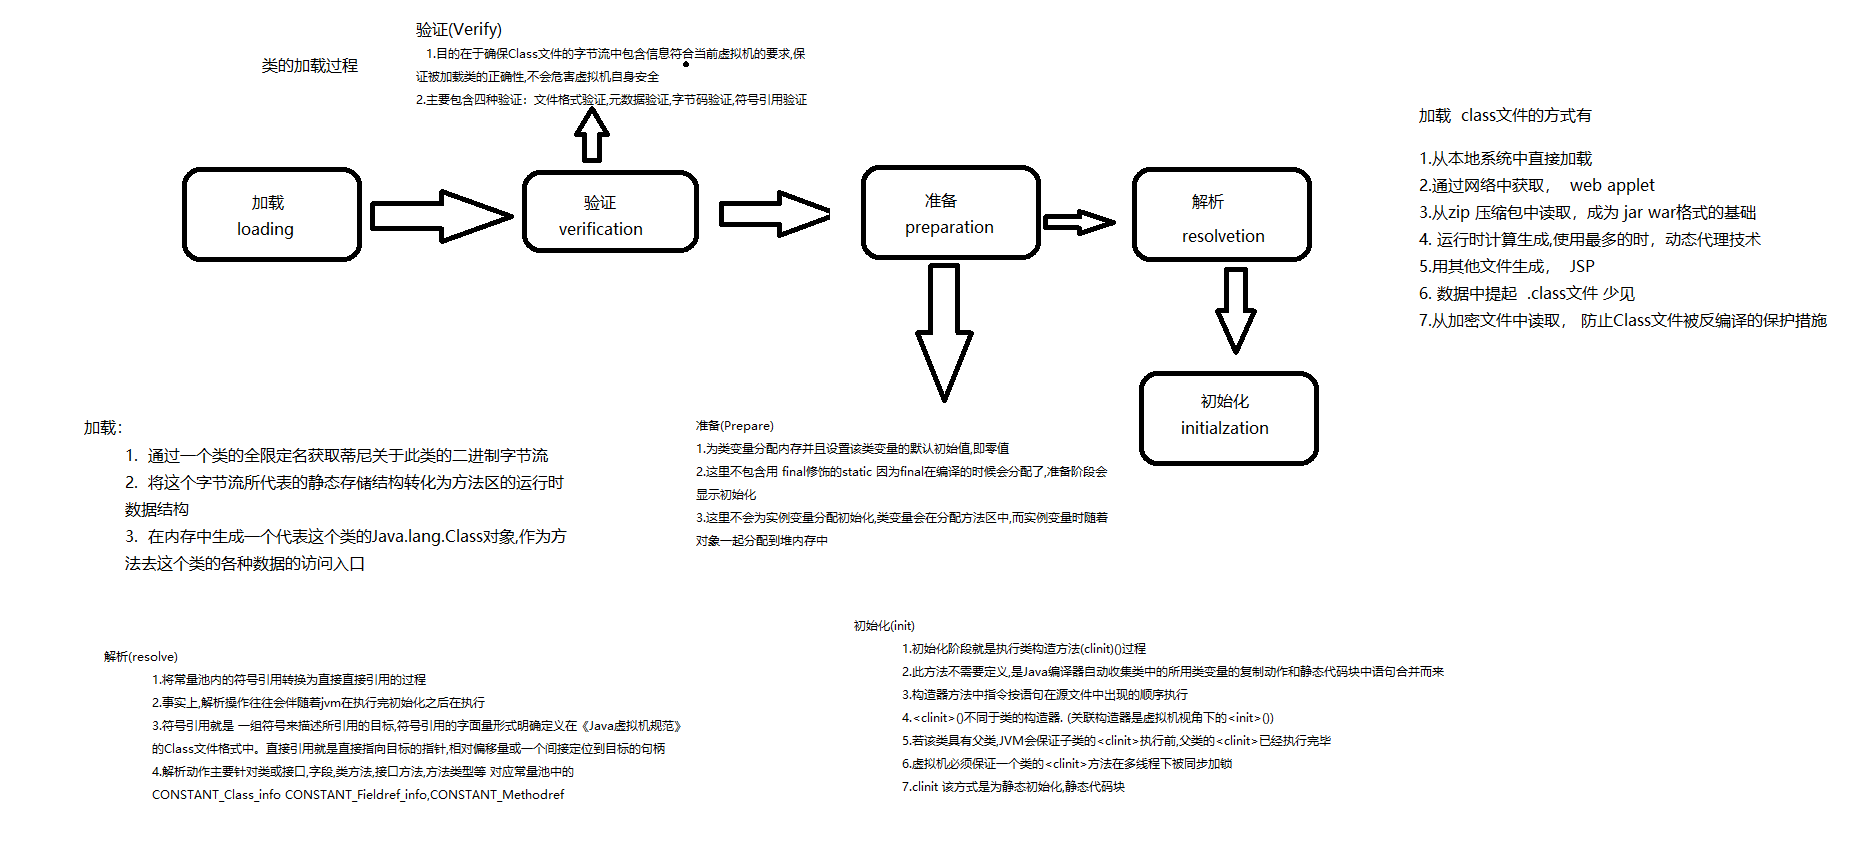 类的加载过程
验证(Verify)
1.目的在于确保Class文件的字节流中包含信息符合当前虚拟机的要求,保
证被加载类的正确性,不会危害虚拟机自身安全
2.主要包含四种验证：文件格式验证,元数据验证,字节码验证,符号引用验证
加载
loading
验证
verification
准备
preparation
解析
resolvetion
初始化
initialzation
加载 class文件的方式有
1.从本地系统中直接加载
2.通过网络中获取， web applet
3.从zip 压缩包中读取，成为 jar war格式的基础
4. 运行时计算生成,使用最多的时，动态代理技术
5.用其他文件生成， JSP
6. 数据中提起 .class文件 少见
7.从加密文件中读取， 防止Class文件被反编译的保护措施
加载：
1. 通过一个类的全限定名获取蒂尼关于此类的二进制字节流
2. 将这个字节流所代表的静态存储结构转化为方法区的运行时
数据结构
3. 在内存中生成一个代表这个类的Java.lang.Class对象,作为方
法去这个类的各种数据的访问入口
准备(Prepare)
1.为类变量分配内存并且设置该类变量的默认初始值,即零值
2.这里不包含用 final修饰的static 因为final在编译的时候会分配了,准备阶段会
显示初始化
3.这里不会为实例变量分配初始化,类变量会在分配方法区中,而实例变量时随着
对象一起分配到堆内存中
解析(resolve)
1.将常量池内的符号引用转换为直接直接引用的过程
2.事实上,解析操作往往会伴随着jvm在执行完初始化之后在执行
3.符号引用就是 一组符号来描述所引用的目标,符号引用的字面量形式明确定义在《Java虚拟机规范》
的Class文件格式中。直接引用就是直接指向目标的指针,相对偏移量或一个间接定位到目标的句柄
4.解析动作主要针对类或接口,字段,类方法,接口方法,方法类型等 对应常量池中的
CONSTANT_Class_info CONSTANT_Fieldref_info,CONSTANT_Methodref
初始化(init)
1.初始化阶段就是执行类构造方法(clinit)()过程
2.此方法不需要定义,是Java编译器自动收集类中的所用类变量的复制动作和静态代码块中语句合并而来
3.构造器方法中指令按语句在源文件中出现的顺序执行
4.<clinit>()不同于类的构造器. (关联构造器是虚拟机视角下的<init>())
5.若该类具有父类,JVM会保证子类的<clinit>执行前,父类的<clinit>已经执行完毕
6.虚拟机必须保证一个类的<clinit>方法在多线程下被同步加锁
7.clinit 该方式是为静态初始化,静态代码块